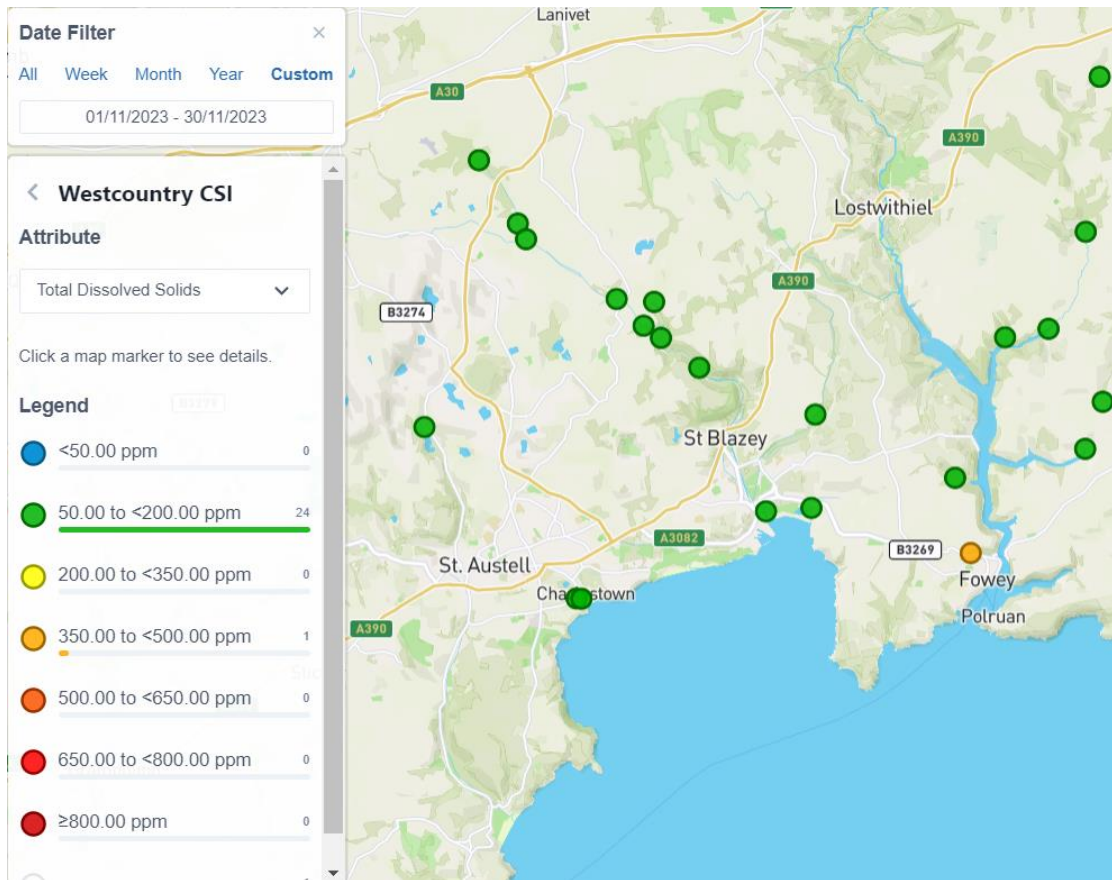 Date Filter ×
All Week Month Year Custom
01/11/2023 - 30/11/2023
Westcountry CSI
Attribute
Total Dissolved Solids
Click a map marker to see details.
Legend
<50.00 ppm 0
50.00 to <200.00 ppm 24
200.00 to <350.00 ppm 0
350.00 to <500.00 ppm 1
500.00 to <650.00 ppm 0
650.00 to <800.00 ppm 0
≥800.00 ppm 0
Lanivet
A30
A390
Lostwithiel
A390
B3274
St Blazey
A3082
B3269
St. Austell
Fowey
Polruan
A390